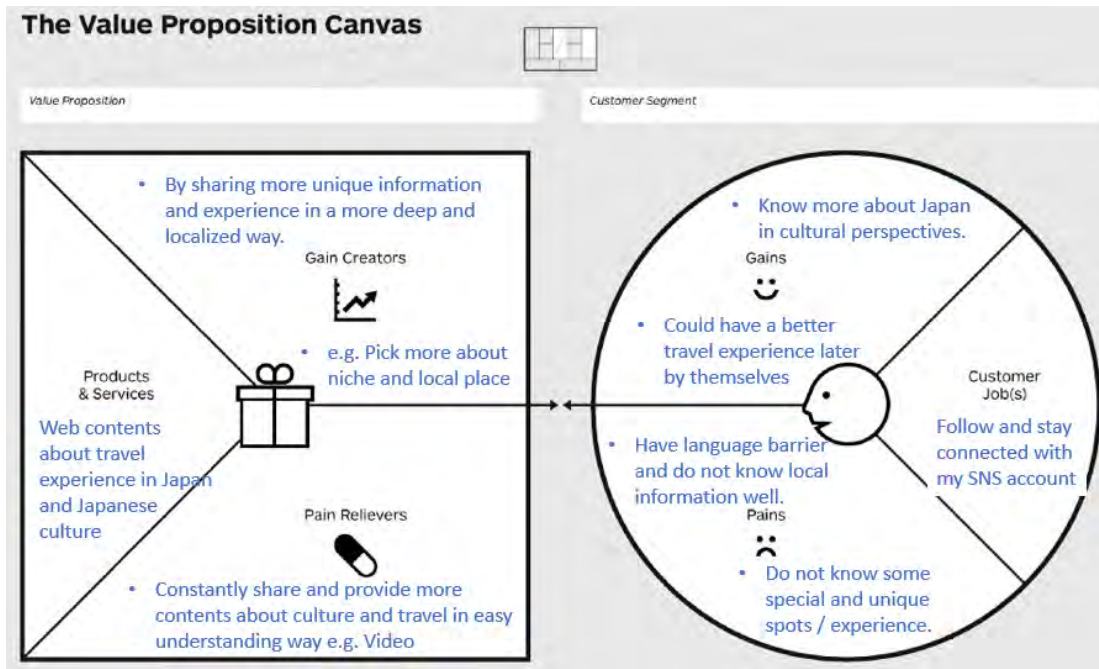 The Value Proposition Canvas
Value Proposition
Customer Segment
• By sharing more unique information
and experience in a more deep and
localized way.
Gain Creators
• e.g. Pick more about
niche and local place
Products
& Services
Web contents
about travel
experience in Japan
and Japanese
culture
Pain Relievers
• Constantly share and provide more
contents about culture and travel in easy
understanding way e.g. Video
• Know more about Japan
in cultural perspectives.
Gains
• Could have a better
travel experience later
by themselves
Customer
Job(s)
Follow and stay
connected with
my SNS account
• Have language barrier
and do not know local
information well.
Pains
• Do not know some
special and unique
spots / experience.